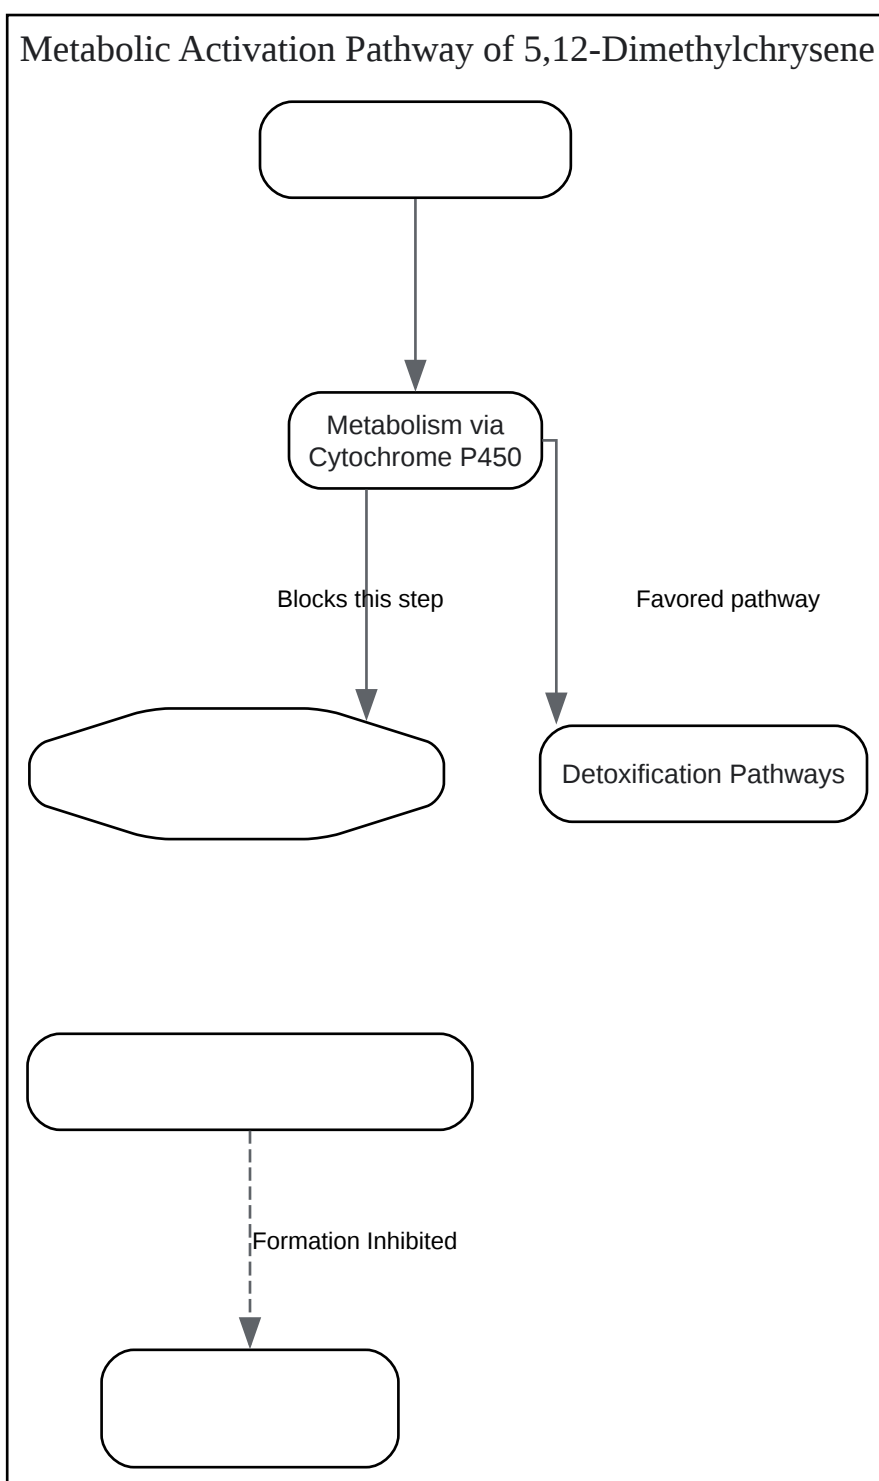 Metabolic Activation Pathway of 5,12-Dimethylchrysene
Metabolism via
Cytochrome P450
Blocks this step
Favored pathway
Detoxification Pathways
Formation Inhibited